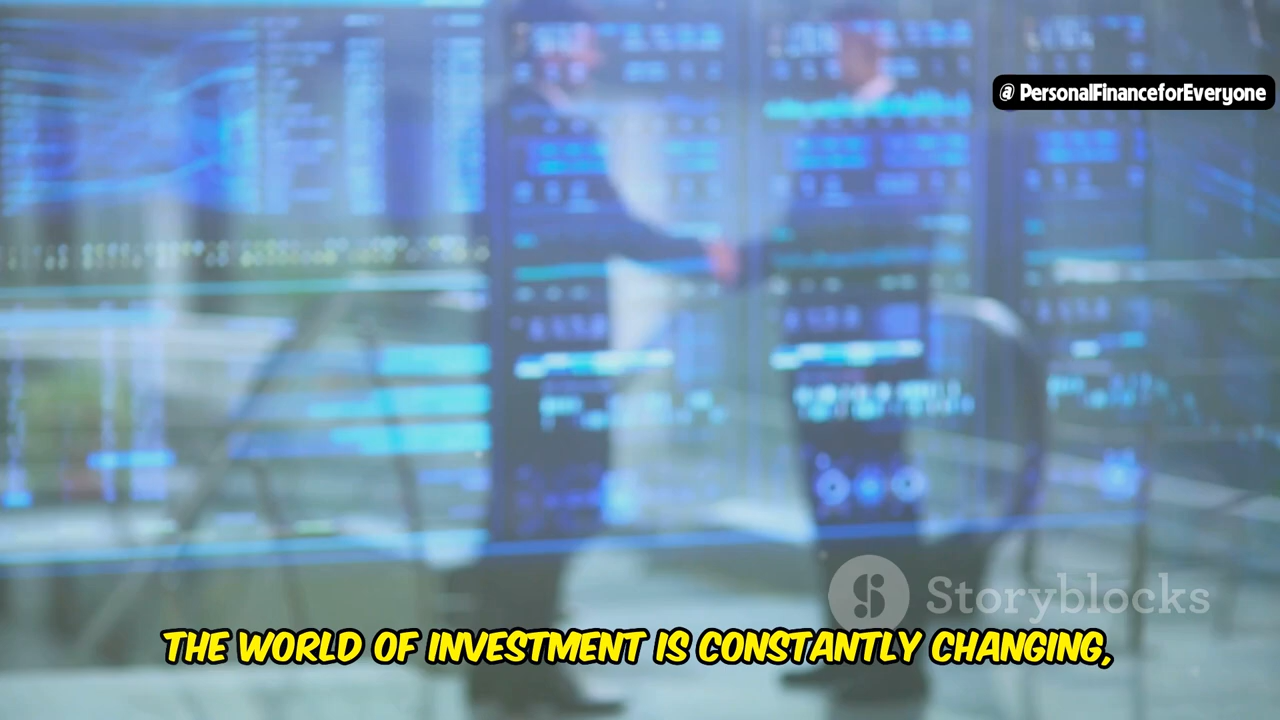 @ PersonalFinanceforEveryone
Storyblocks
THE WORLD OF INVESTMENT IS CONSTANTLY CHANGING,